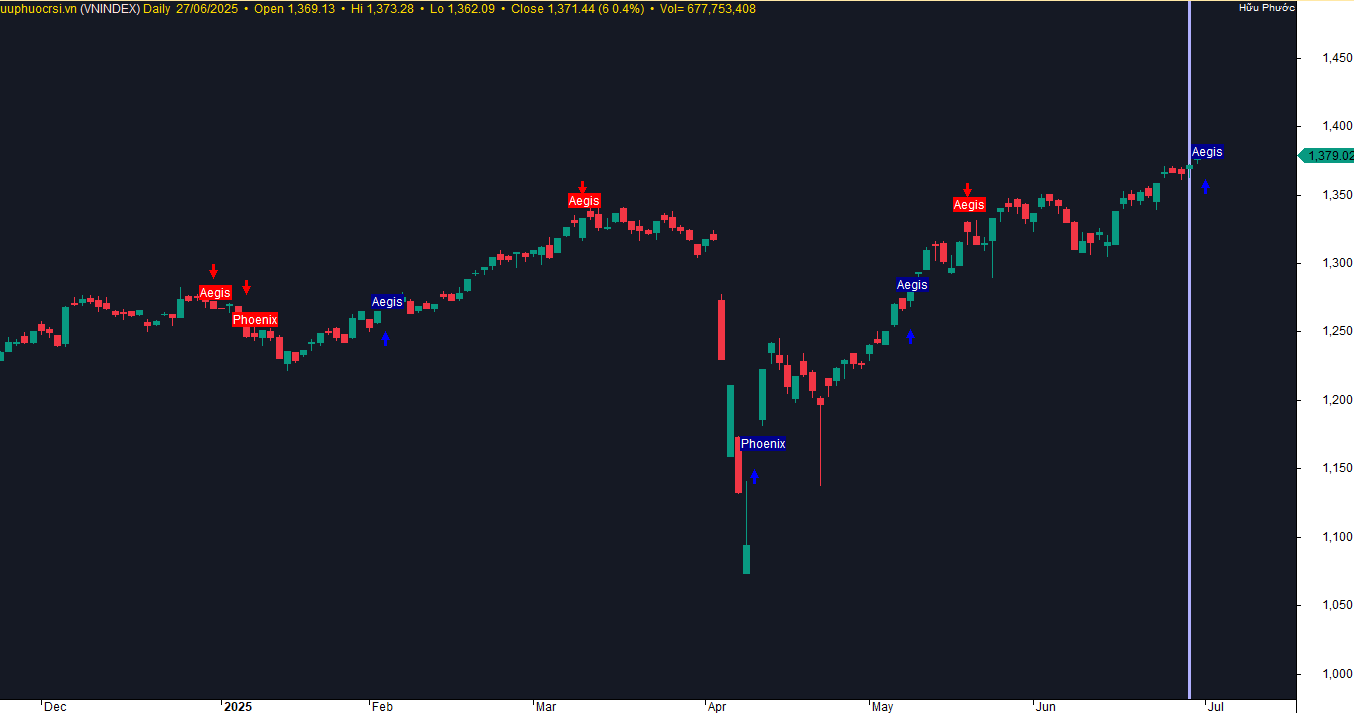 uuphuocrsi.vn (VNINDEX) Daily 27/06/2025 • Open 1,369.13 • Hi 1,373.28 • Lo 1,362.09 • Close 1,371.44 (6 0.4%) • Vol= 677,753,408
Hữu Phước
1,450
1,400
Aegis
1,379.02
1,350
Aegis
Aegis
1,300
Aegis
Aegis
Aegis
Phoenix
1,250
1,200
Phoenix
1,150
1,100
1,050
1,000
Dec 2025 Feb Mar Apr May Jun Jul